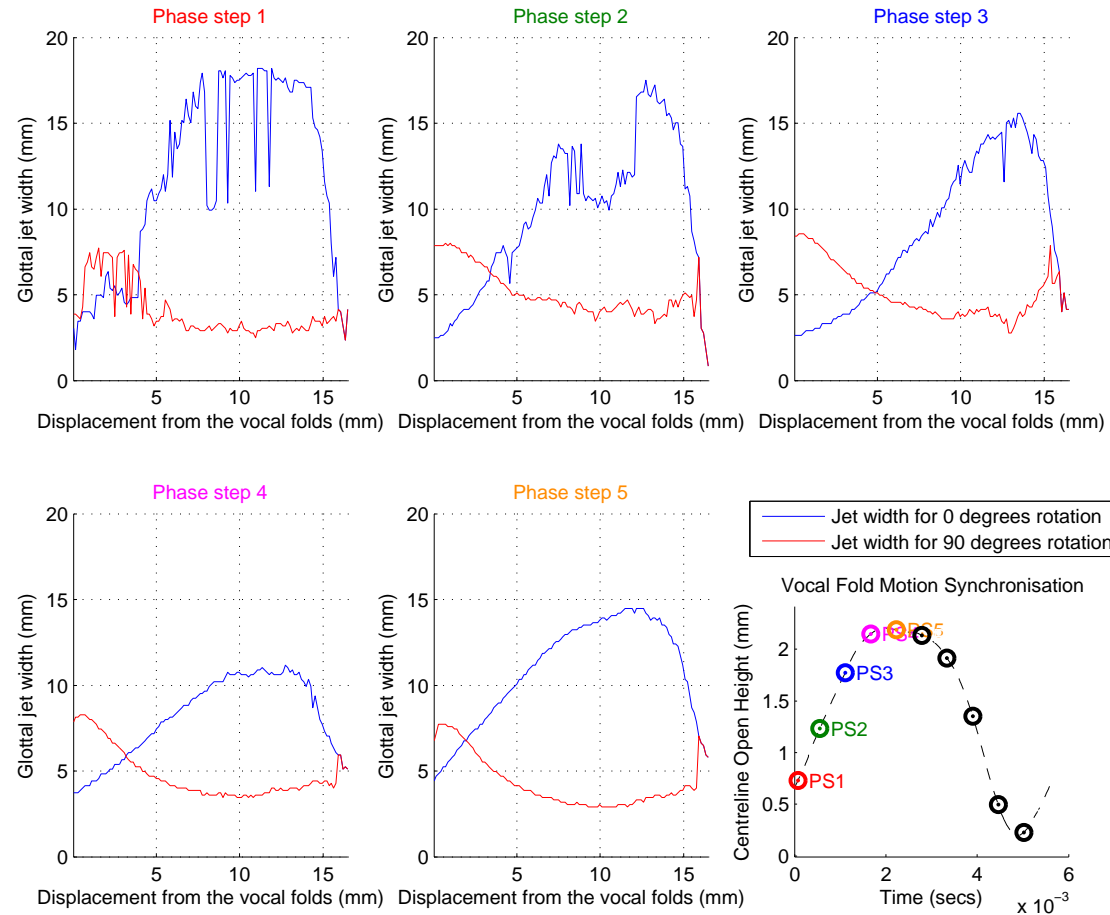 Phase step 1
Phase step 2
Phase step 3
20
15
10
5
0
Glottal jet width (mm)
5
10
15
Displacement from the vocal folds (mm)
20
15
10
5
0
Glottal jet width (mm)
5
10
15
Displacement from the vocal folds (mm)
20
15
10
5
0
Glottal jet width (mm)
5
10
15
Displacement from the vocal folds (mm)
Phase step 4
Phase step 5
20
15
10
5
0
Glottal jet width (mm)
5
10
15
Displacement from the vocal folds (mm)
20
15
10
5
0
Glottal jet width (mm)
5
10
15
Displacement from the vocal folds (mm)
Jet width for 0 degrees rotation
Jet width for 90 degrees rotation
Vocal Fold Motion Synchronisation
2
1.5
1
0.5
0
Centreline Open Height (mm)
PS1
PS2
PS3
PS5
0
2
4
6
Time (secs)
x 10⁻³